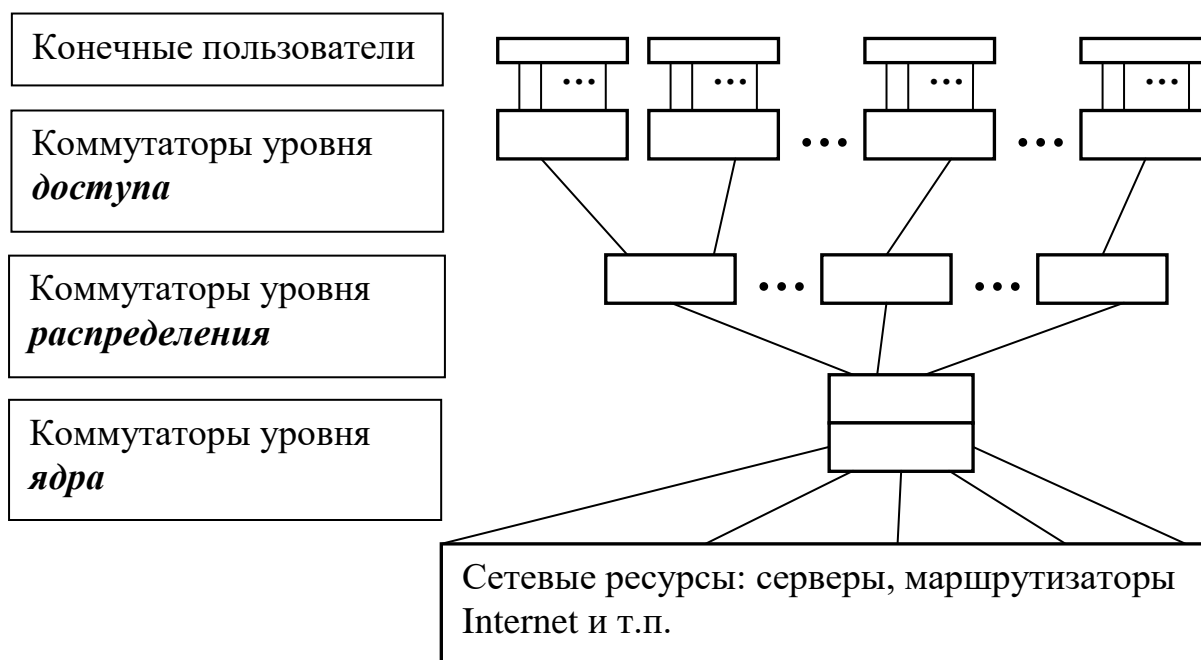 Конечные пользователи
Коммутаторы уровня
доступа
Коммутаторы уровня
распределения
Коммутаторы уровня
ядра
Сетевые ресурсы: серверы, маршрутизаторы
Internet и т.п.